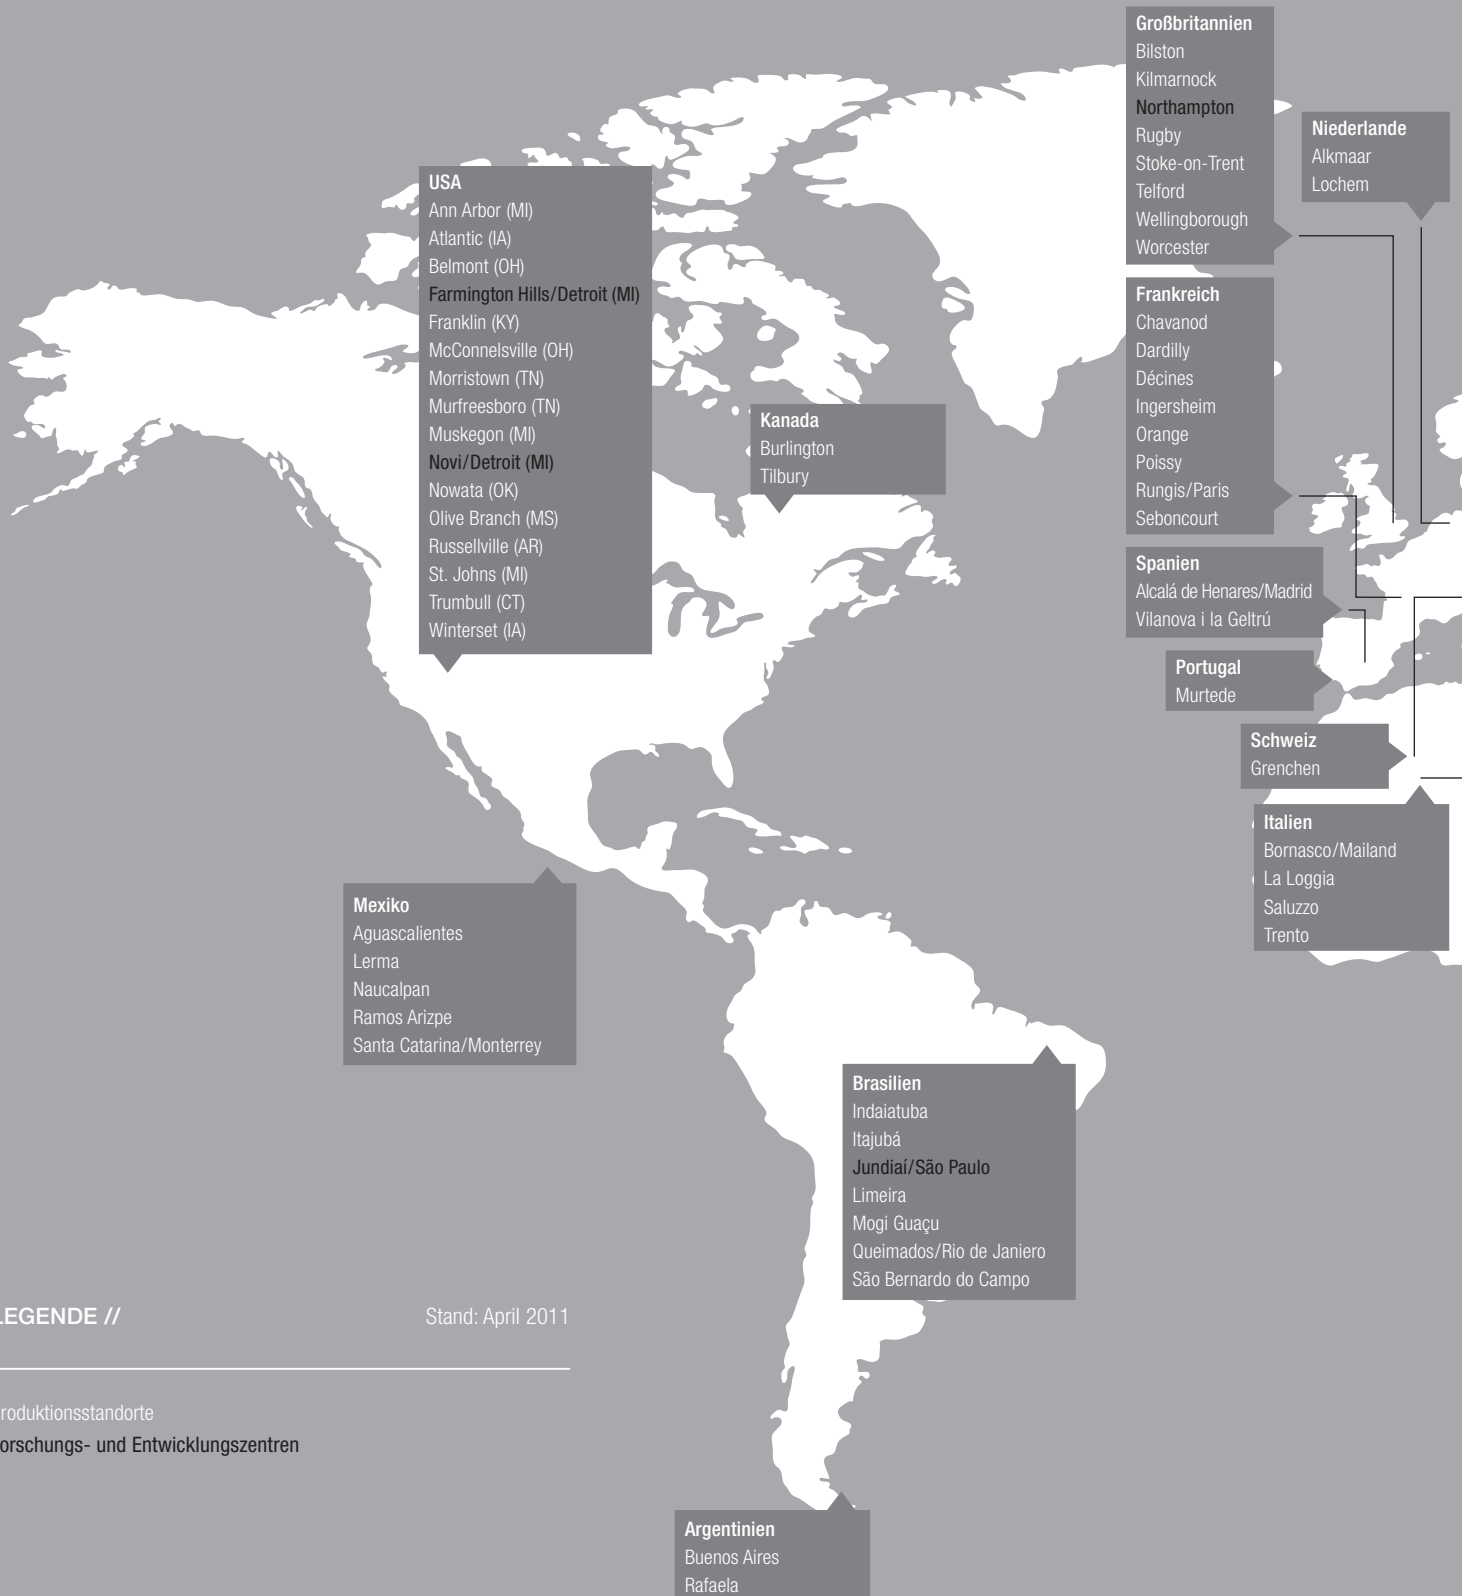 Großbritannien
Bilston
Kilmarnock
Northampton
Rugby
Stoke-on-Trent
Telford
Wellingborough
Worcester
Niederlande
Alkmaar
Lochem
USA
Ann Arbor (MI)
Atlantic (IA)
Belmont (OH)
Farmington Hills/Detroit (MI)
Franklin (KY)
McConnelsville (OH)
Morristown (TN)
Murfreesboro (TN)
Muskegon (MI)
Novi/Detroit (MI)
Nowata (OK)
Olive Branch (MS)
Russellville (AR)
St. Johns (MI)
Trumbull (CT)
Winterset (IA)
Frankreich
Chavanod
Dardilly
Décines
Ingersheim
Orange
Poissy
Rungis/Paris
Seboncourt
Kanada
Burlington
Tilbury
Spanien
Alcalá de Henares/Madrid
Vilanova i la Geltrú
Portugal
Murtede
Schweiz
Grenchen
Italien
Bornasco/Mailand
La Loggia
Saluzzo
Trento
Mexiko
Aguascalientes
Lerma
Naucalpan
Ramos Arizpe
Santa Catarina/Monterrey
Brasilien
Indaiatuba
Itajubá
Jundiaí/São Paulo
Limeira
Mogi Guaçu
Queimados/Rio de Janiero
São Bernardo do Campo
LEGENDE //
Stand: April 2011
roduktionsstandorte
orschungs- und Entwicklungszentren
Argentinien
Buenos Aires
Rafaela